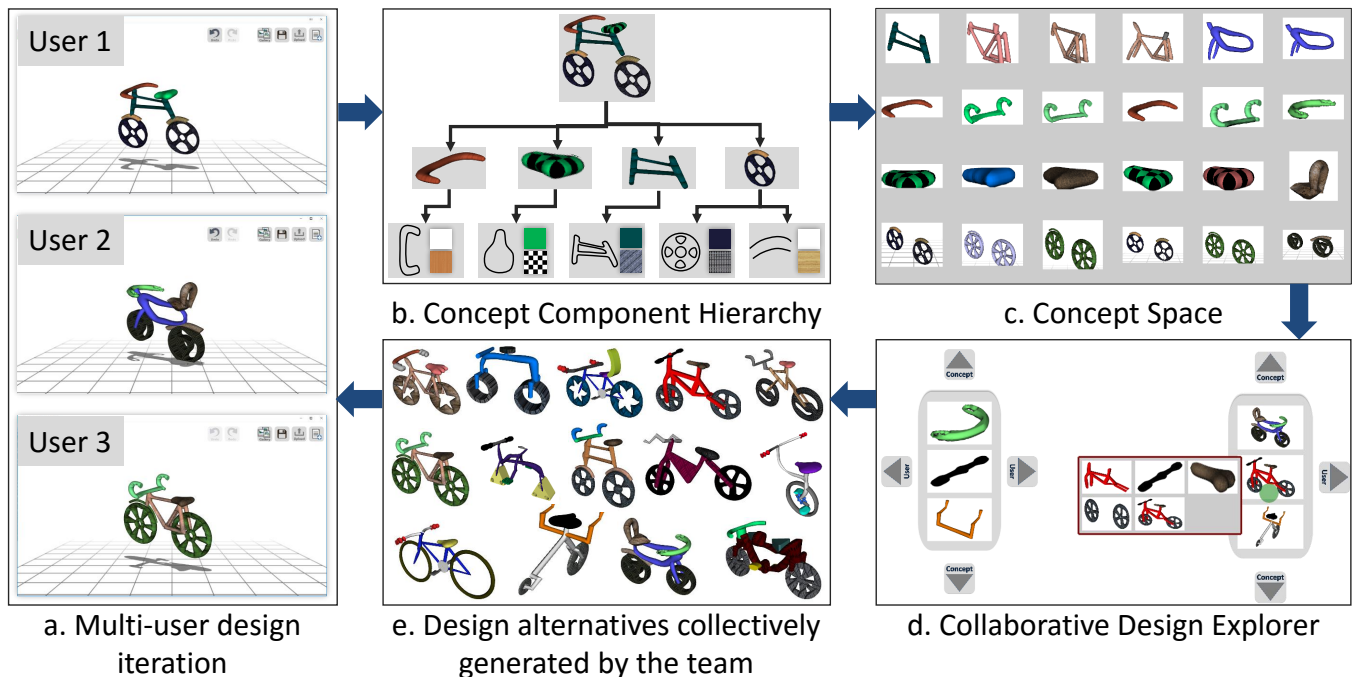 User 1
User 2
User 3
a. Multi-user design
iteration
b. Concept Component Hierarchy
c. Concept Space
Concept
Concept
User
User
User
Concept
Concept
d. Collaborative Design Explorer
e. Design alternatives collectively
generated by the team